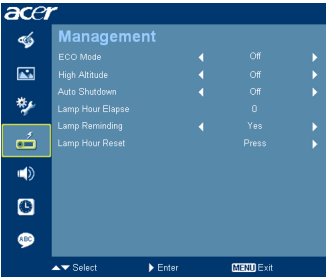 acer
Management
ECO Mode Off
High Altitude Off
Auto Shutdown Off
Lamp Hour Elapse 0
Lamp Reminding Yes
Lamp Hour Reset Press
ABC
Select Enter MENU Exit